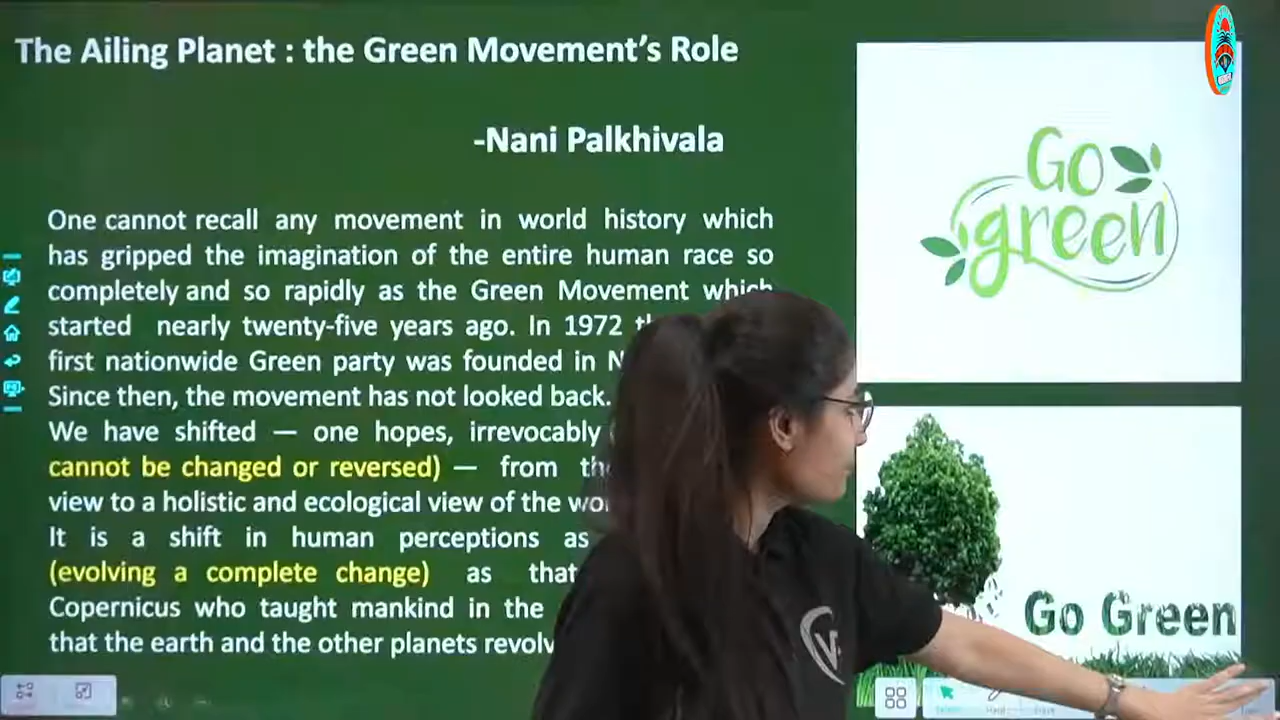 The Ailing Planet : the Green Movement's Role
-Nani Palkhivala
One cannot recall any movement in world history which
has gripped the imagination of the entire human race so
completely and so rapidly as the Green Movement which
started nearly twenty-five years ago. In 1972
first nationwide Green party was founded in
Since then, the movement has not looked back.
We have shifted — one hopes, irrevocably
cannot be changed or reversed) — from
view to a holistic and ecological view of the
It is a shift in human perceptions as
(evolving a complete change) as that
Copernicus who taught mankind in the
that the earth and the other planets
Go
green
Go Green